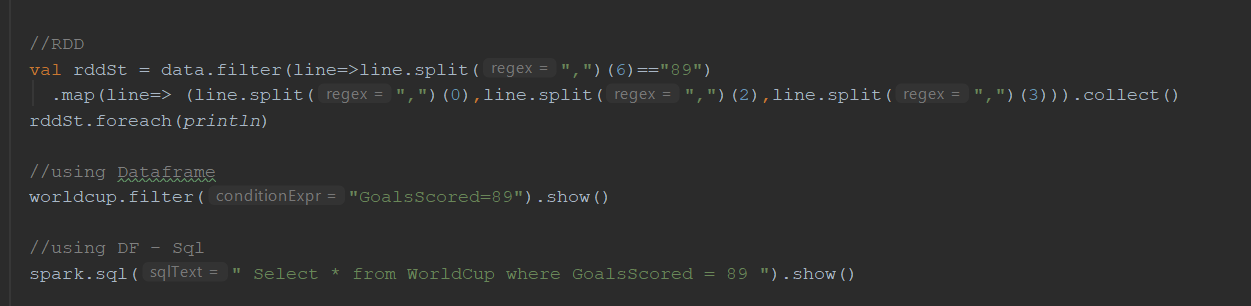 //RDD
val rddSt = data.filter(line=>line.split( regex = ",")(6)=="89")
.map(line=> (line.split( regex = ",")(0),line.split( regex = ",")(2),line.split( regex = ",")(3))).collect()
rddSt.foreach(println)
//using Dataframe
worldcup.filter( conditionExpr = "GoalsScored=89").show()
//using DF - Sql
spark.sql( sqlText = " Select * from WorldCup where GoalsScored = 89 ").show()